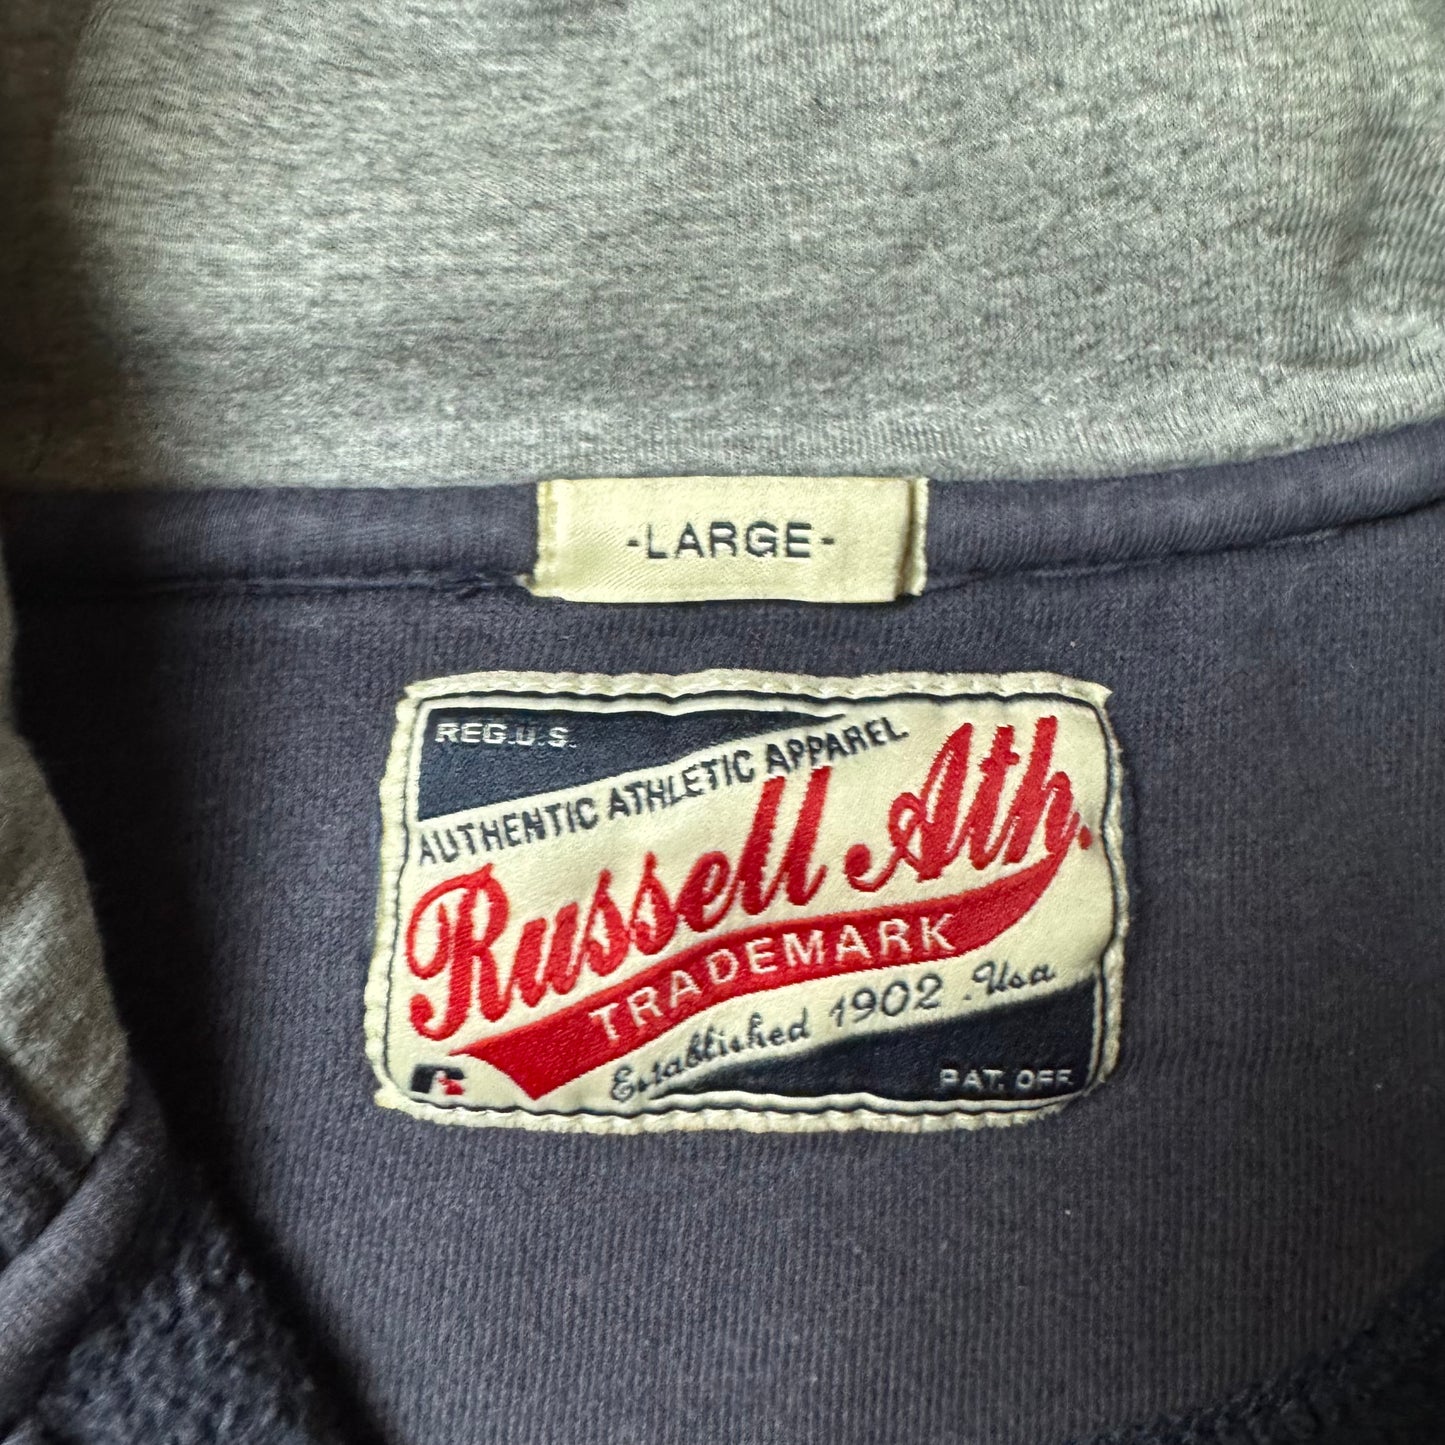 -LARGE-
REG.U.S.
AUTHENTIC ATHLETIC APPAREL
Russell Ath.
TRADEMARK
Established 1902 .Usa
PAT. OFF.